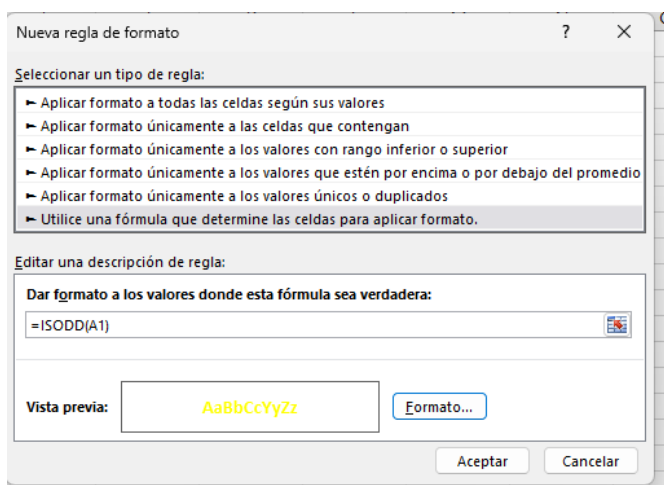 Nueva regla de formato
?
Seleccionar un tipo de regla:
► Aplicar formato a todas las celdas según sus valores
► Aplicar formato únicamente a las celdas que contengan
► Aplicar formato únicamente a los valores con rango inferior o superior
► Aplicar formato únicamente a los valores que estén por encima o por debajo del promedio
► Aplicar formato únicamente a los valores únicos o duplicados
► Utilice una fórmula que determine las celdas para aplicar formato.
Editar una descripción de regla:
Dar formato a los valores donde esta fórmula sea verdadera:
=ISODD(A1)
Vista previa: AaBbCcYyZz Formato...
Aceptar Cancelar